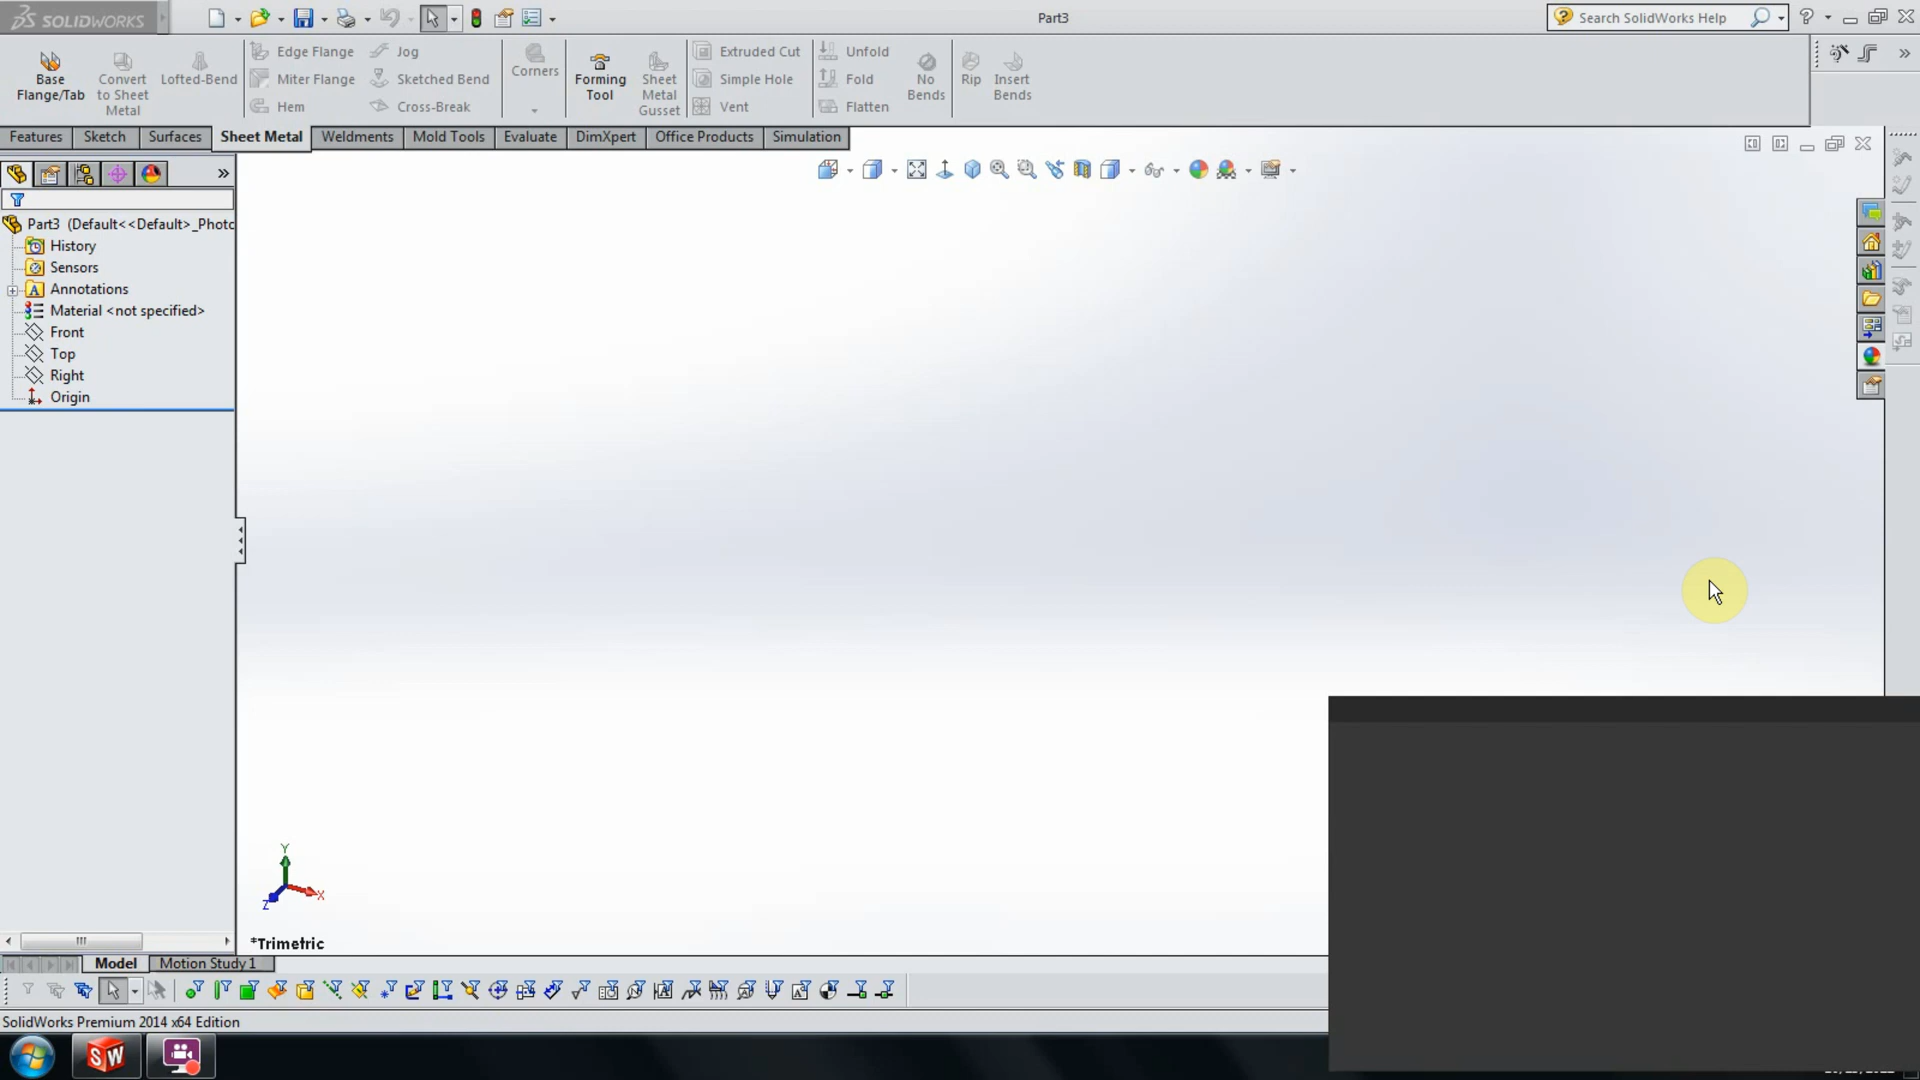 SOLIDWORKS
Part3
Search SolidWorks Help
Base Flange/Tab
Convert to Sheet Metal
Lofted-Bend
Edge Flange
Miter Flange
Hem
Jog
Sketched Bend
Cross-Break
Corners
Forming Tool
Sheet Metal Gusset
Extruded Cut
Simple Hole
Vent
Unfold
Fold
Flatten
No Bends
Rip
Insert Bends
Features Sketch Surfaces Sheet Metal Weldments Mold Tools Evaluate DimXpert Office Products Simulation
Part3 (Default<<Default>_Photo
History
Sensors
Annotations
Material <not specified>
Front
Top
Right
Origin
Y
X
Z
*Trimetric
Model Motion Study 1
SolidWorks Premium 2014 x64 Edition
SW